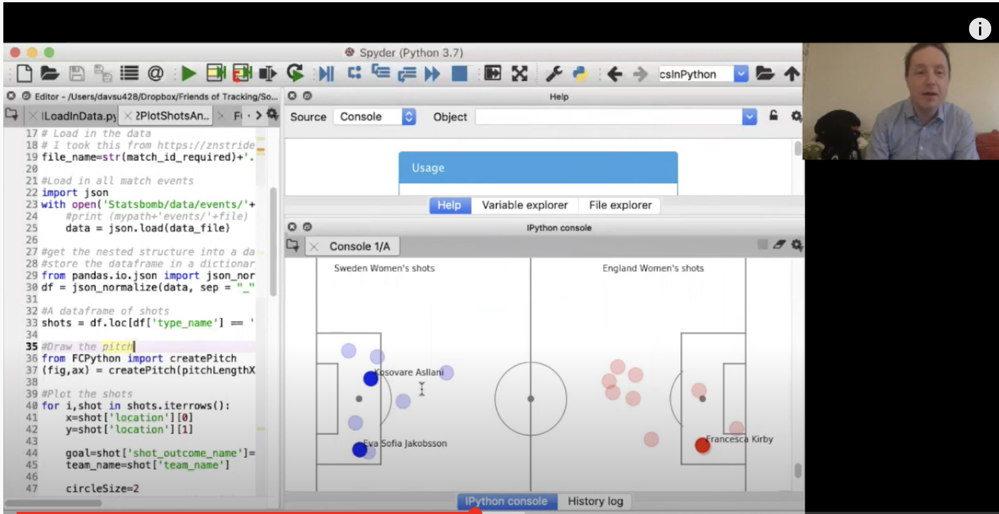 Spyder (Python 3.7)
csInPython
Editor - /Users/davsu428/Dropbox/Friends of Tracking/So...
LoadInData.py
2PlotShotsAn..
17 # Load in the data
18 # I took this from https://znstride
19 file_name=str(match_id_required)+'.
20
21 #Load in all match events
22 import json
23 with open('Statsbomb/data/events/'+
24 #print (mypath+'events/'+file)
25 data = json.load(data_file)
26
27 #get the nested structure into a da
28 #store the dataframe in a dictionar
29 from pandas.io.json import json_nor
30 df = json_normalize(data, sep = "_"
31
32 #A dataframe of shots
33 shots = df.loc[df['type_name'] == '
34
35 #Draw the pitch
36 from FCPython import createPitch
37 (fig,ax) = createPitch(pitchLengthX
38
39 #Plot the shots
40 for i,shot in shots.iterrows():
41 x=shot['location'][0]
42 y=shot['location'][1]
43
44 goal=shot['shot_outcome_name']=
45 team_name=shot['team_name']
46
47 circleSize=2
Help
Source Console Object
Usage
Help Variable explorer File explorer
IPython console
Console 1/A
Sweden Women's shots
England Women's shots
Kosovare Asllani
Eva Sofia Jakobsson
Francesca Kirby
IPython console History log